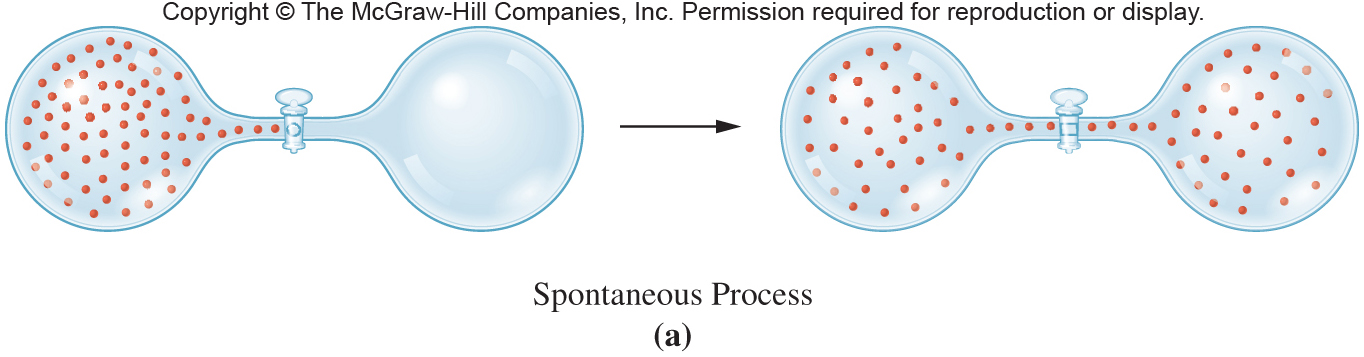 Copyright © The McGraw-Hill Companies, Inc. Permission required for reproduction or display.
Spontaneous Process
(a)